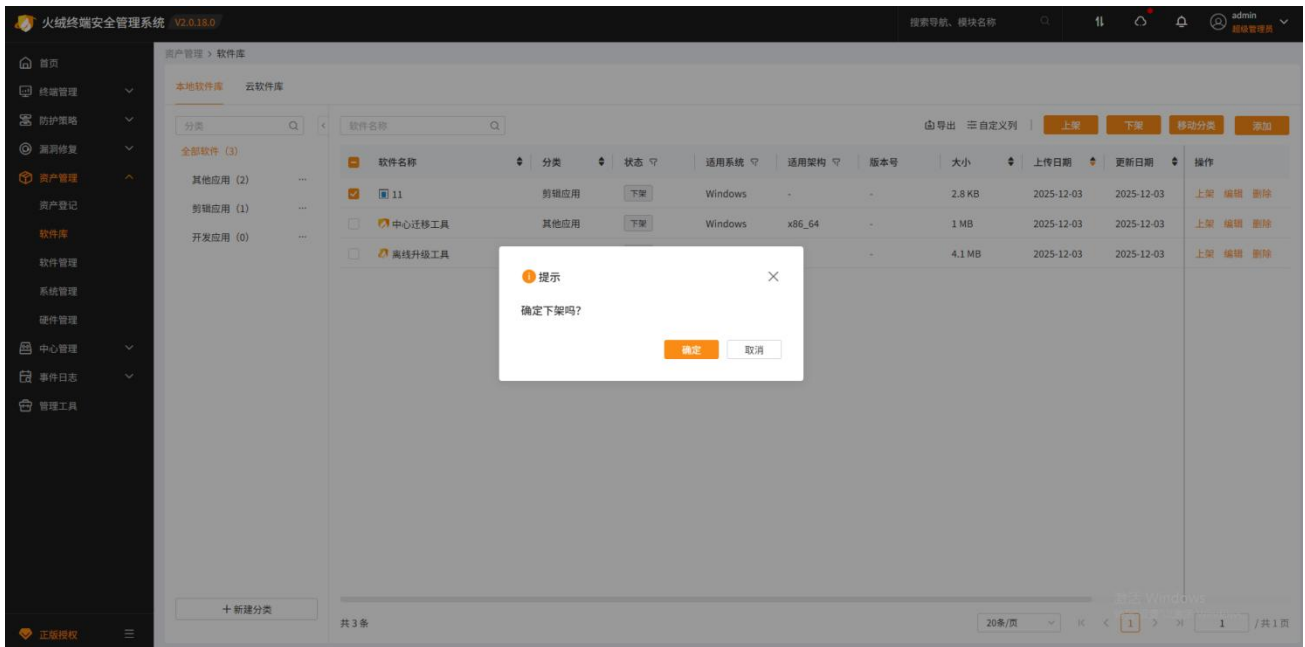 火绒终端安全管理系统 V2.0.18.0
搜索导航、模块名称
admin
超级管理员
首页
终端管理
防护策略
漏洞修复
资产管理
资产登记
软件库
软件管理
系统管理
硬件管理
中心管理
事件日志
管理工具
正版授权
资产管理 > 软件库
本地软件库 云软件库
分类
全部软件 (3)
其他应用 (2) ...
剪辑应用 (1) ...
开发应用 (0) ...
+ 新建分类
软件名称
导出 自定义列 上架 下架 移动分类 添加
软件名称 分类 状态 适用系统 适用架构 版本号 大小 上传日期 更新日期 操作
11 剪辑应用 下架 Windows - - 2.8 KB 2025-12-03 2025-12-03 上架 编辑 删除
中心迁移工具 其他应用 下架 Windows x86_64 - 1 MB 2025-12-03 2025-12-03 上架 编辑 删除
离线升级工具 - 4.1 MB 2025-12-03 2025-12-03 上架 编辑 删除
提示
确定下架吗?
确定 取消
激活 Windows
共 3 条
20条/页 1 1 / 共 1 页